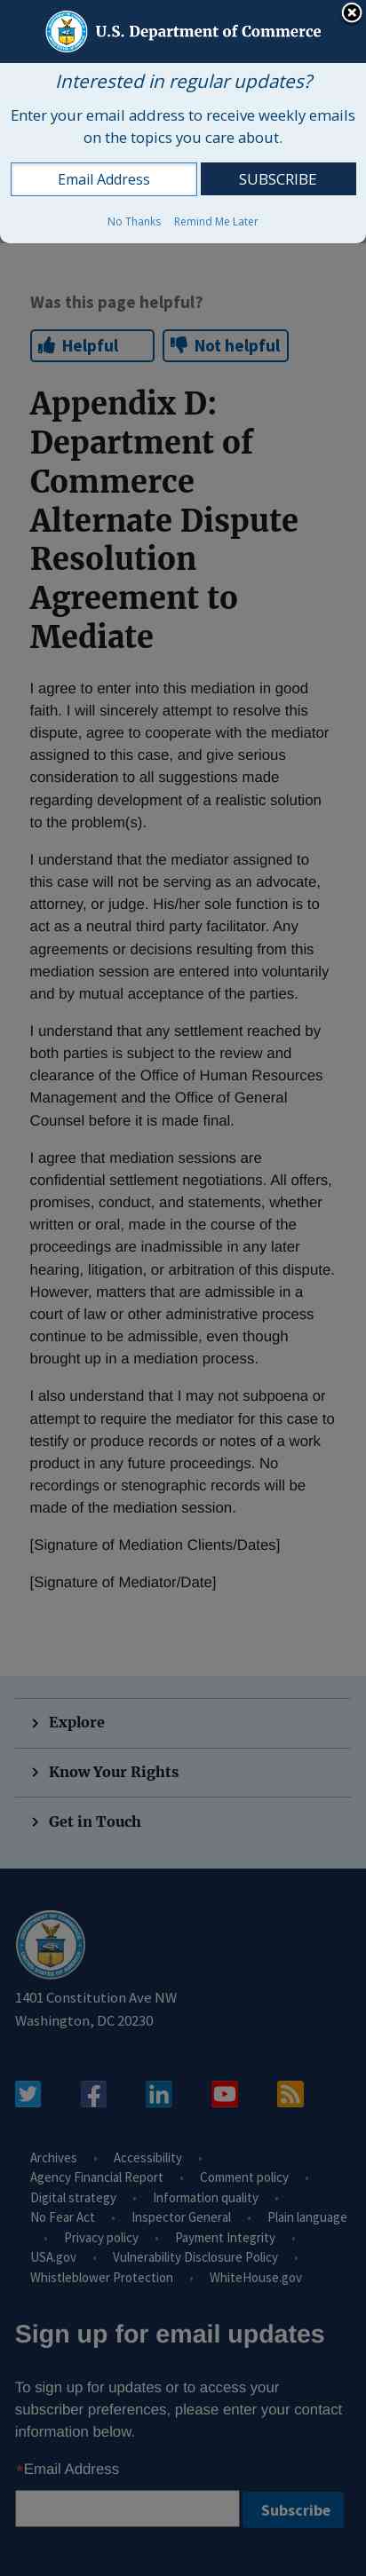 U.S. Department of Commerce
Interested in regular updates?
Enter your email address to receive weekly emails
on the topics you care about.
Email Address
SUBSCRIBE
No Thanks
Remind Me Later
Was this page helpful?
Helpful
Not helpful
Appendix D:
Department of
Commerce
Alternate Dispute
Resolution
Agreement to
Mediate
I agree to enter into this mediation in good
faith. I will sincerely attempt to resolve this
dispute, agree to cooperate with the mediator
assigned to this case, and give serious
consideration to all suggestions made
regarding development of a realistic solution
to the problem(s).
I understand that the mediator assigned to
this case will not be serving as an advocate,
attorney, or judge. His/her sole function is to
act as a neutral third party facilitator. Any
agreements or decisions resulting from this
mediation session are entered into voluntarily
and by mutual acceptance of the parties.
I understand that any settlement reached by
both parties is subject to the review and
clearance of the Office of Human Resources
Management and the Office of General
Counsel before it is made final.
I agree that mediation sessions are
confidential settlement negotiations. All offers,
promises, conduct, and statements, whether
written or oral, made in the course of the
proceedings are inadmissible in any later
hearing, litigation, or arbitration of this dispute.
However, matters that are admissible in a
court of law or other administrative process
continue to be admissible, even though
brought up in a mediation process.
I also understand that I may not subpoena or
attempt to require the mediator for this case to
testify or produce records or notes of a work
product in any future proceedings. No
recordings or stenographic records will be
made of the mediation session.
[Signature of Mediation Clients/Dates]
[Signature of Mediator/Date]
Explore
Know Your Rights
Get in Touch
1401 Constitution Ave NW
Washington, DC 20230
Archives • Accessibility •
Agency Financial Report • Comment policy •
Digital strategy • Information quality •
No Fear Act • Inspector General • Plain language
• Privacy policy • Payment Integrity •
USA.gov • Vulnerability Disclosure Policy •
Whistleblower Protection • WhiteHouse.gov
Sign up for email updates
To sign up for updates or to access your
subscriber preferences, please enter your contact
information below.
*Email Address
Subscribe